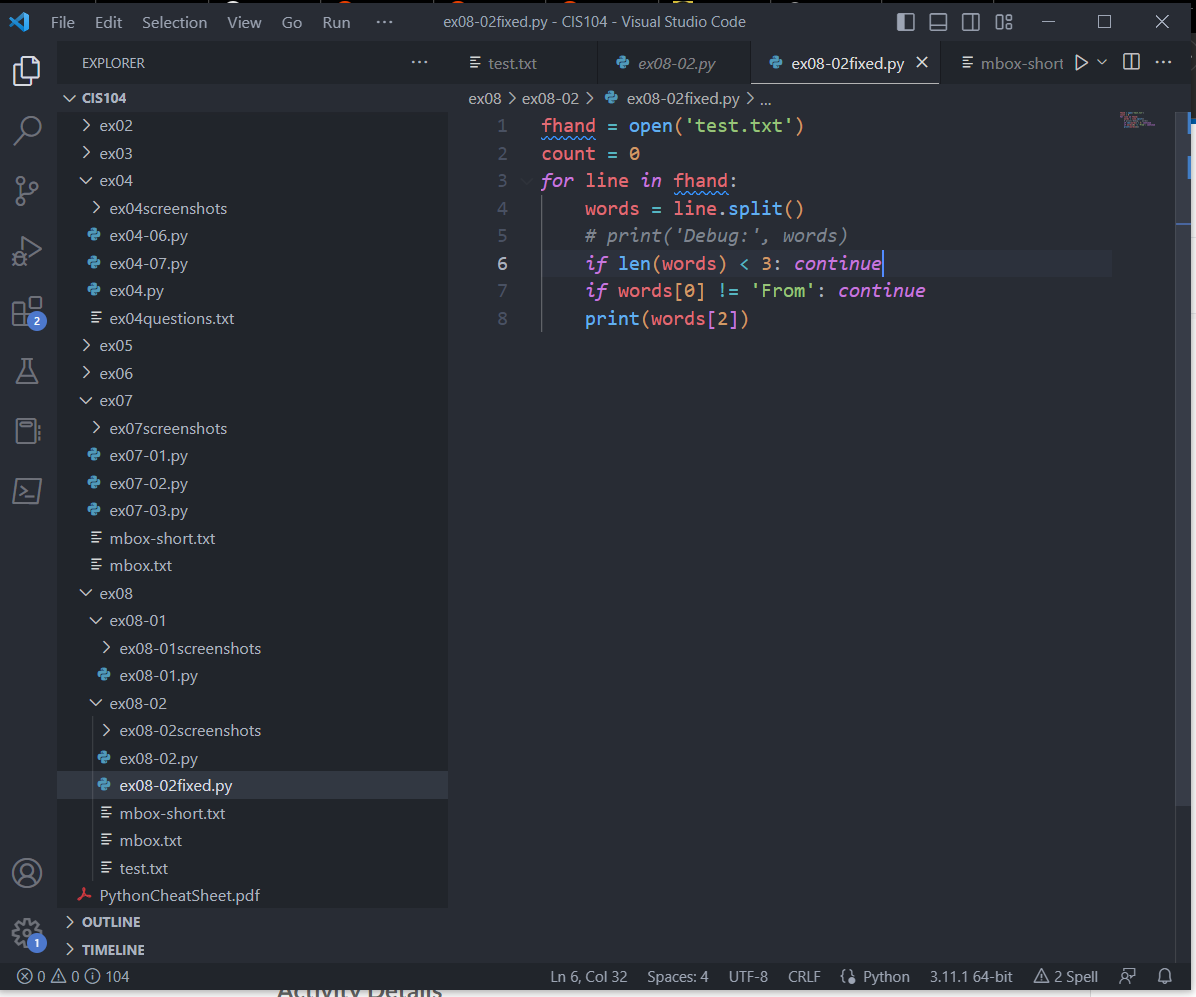 File Edit Selection View Go Run ··· ex08-02fixed.py - CIS104 - Visual Studio Code
EXPLORER ···
test.txt ex08-02.py ex08-02fixed.py mbox-short ···
CIS104
ex02
ex03
ex04
ex04screenshots
ex04-06.py
ex04-07.py
ex04.py
ex04questions.txt
ex05
ex06
ex07
ex07screenshots
ex07-01.py
ex07-02.py
ex07-03.py
mbox-short.txt
mbox.txt
ex08
ex08-01
ex08-01screenshots
ex08-01.py
ex08-02
ex08-02screenshots
ex08-02.py
ex08-02fixed.py
mbox-short.txt
mbox.txt
test.txt
PythonCheatSheet.pdf
OUTLINE
TIMELINE
2
1
ex08 > ex08-02 > ex08-02fixed.py > ...
1 fhand = open('test.txt')
2 count = 0
3 for line in fhand:
4 words = line.split()
5 # print('Debug:', words)
6 if len(words) < 3: continue
7 if words[0] != 'From': continue
8 print(words[2])
0 0 104 Ln 6, Col 32 Spaces: 4 UTF-8 CRLF {} Python 3.11.1 64-bit 2 Spell
Activity Details